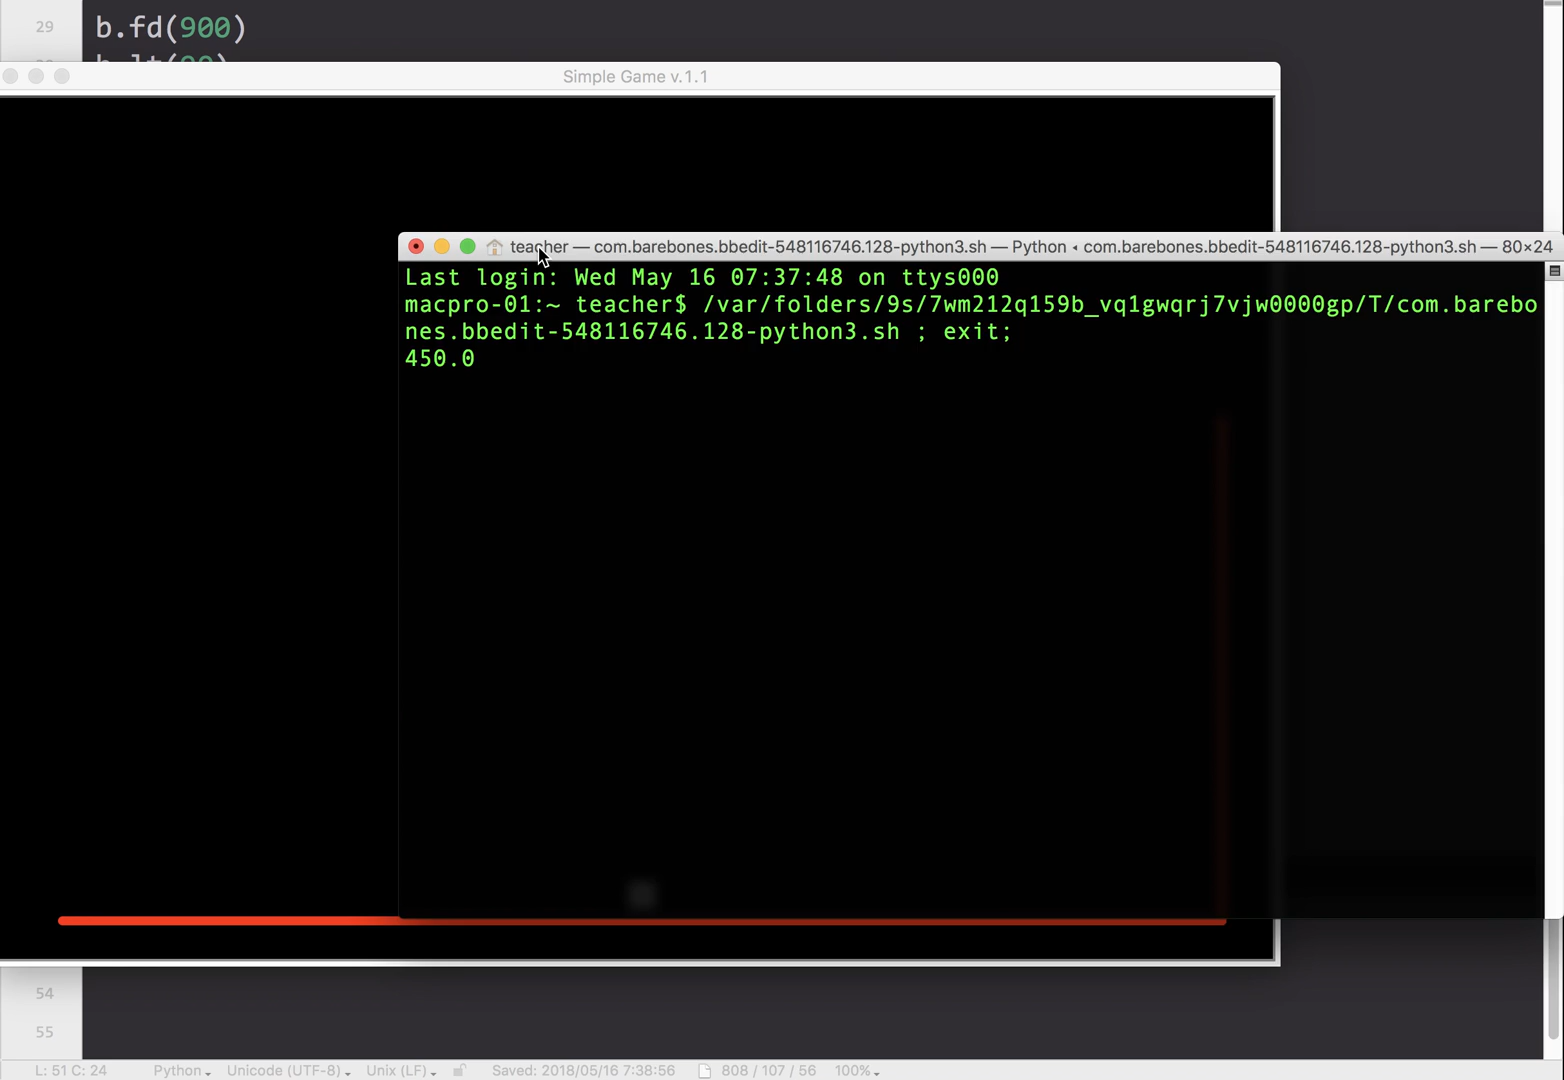 29
b.fd(900)
Simple Game v.1.1
teacher — com.barebones.bbedit-548116746.128-python3.sh — Python ◂ com.barebones.bbedit-548116746.128-python3.sh — 80×24
Last login: Wed May 16 07:37:48 on ttys000
macpro-01:~ teacher$ /var/folders/9s/7wm212q159b_vq1gwqrj7vjw0000gp/T/com.barebo
nes.bbedit-548116746.128-python3.sh ; exit;
450.0
54
55
L: 51 C: 24 Python Unicode (UTF-8) Unix (LF) Saved: 2018/05/16 7:38:56 808 / 107 / 56 100%